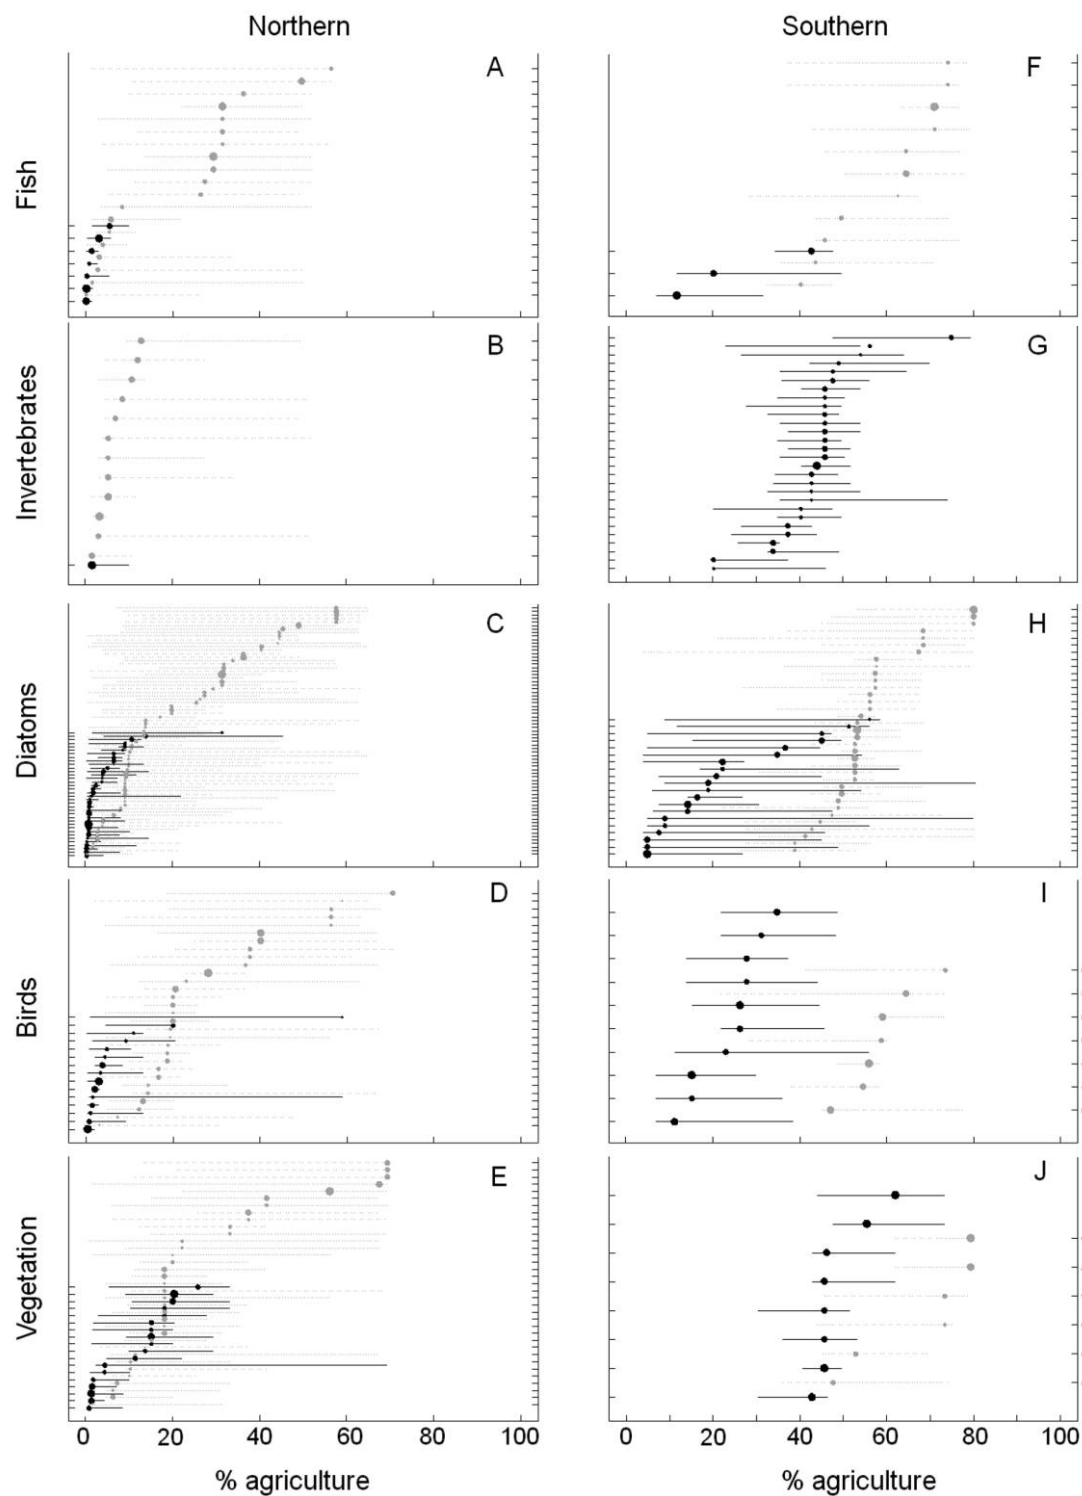 Northern Southern
Fish
A
F
Invertebrates
B
G
Diatoms
C
H
Birds
D
I
Vegetation
E
J
0 20 40 60 80 100 0 20 40 60 80 100
% agriculture % agriculture